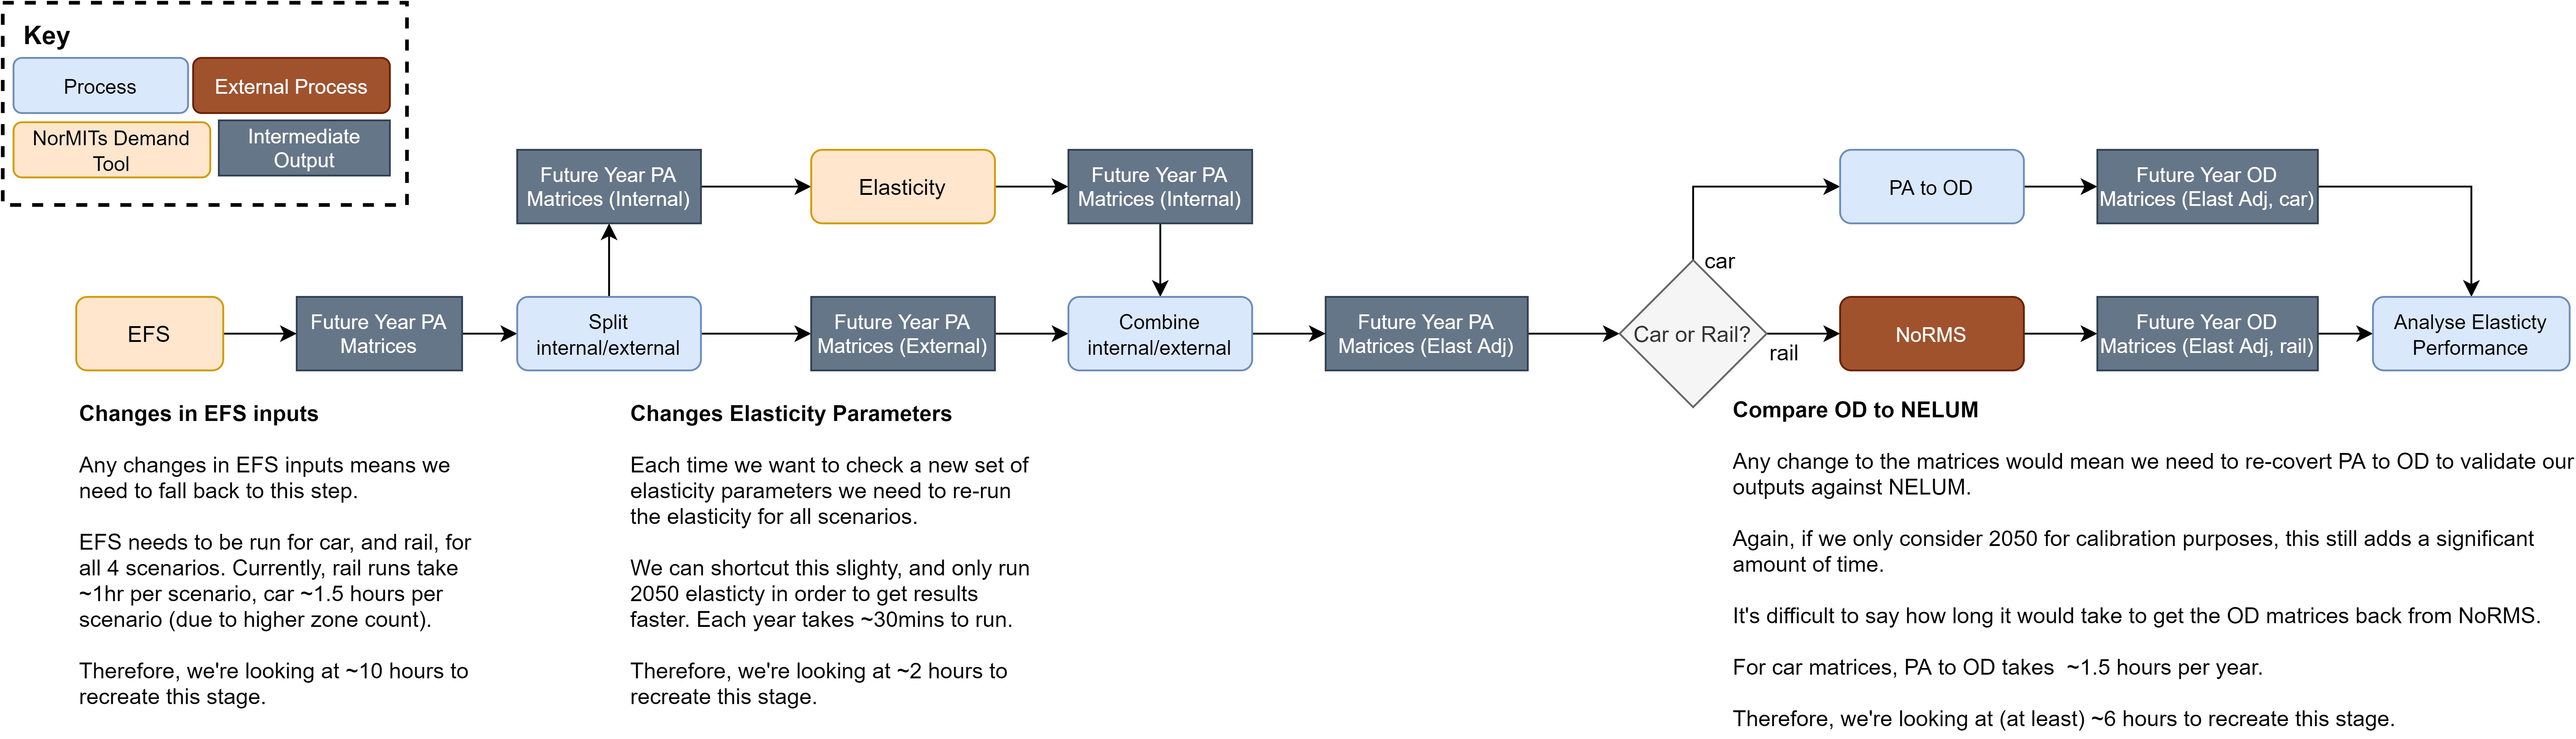 Key
Process
External Process
NorMITs Demand
Tool
Intermediate
Output
Future Year PA
Matrices (Internal)
Elasticity
Future Year PA
Matrices (Internal)
PA to OD
Future Year OD
Matrices (Elast Adj, car)
car
EFS
Future Year PA
Matrices
Split
internal/external
Future Year PA
Matrices (External)
Combine
internal/external
Future Year PA
Matrices (Elast Adj)
Car or Rail?
rail
NoRMS
Future Year OD
Matrices (Elast Adj, rail)
Analyse Elasticty
Performance
Changes in EFS inputs
Any changes in EFS inputs means we
need to fall back to this step.
EFS needs to be run for car, and rail, for
all 4 scenarios. Currently, rail runs take
~1hr per scenario, car ~1.5 hours per
scenario (due to higher zone count).
Therefore, we're looking at ~10 hours to
recreate this stage.
Changes Elasticity Parameters
Each time we want to check a new set of
elasticity parameters we need to re-run
the elasticity for all scenarios.
We can shortcut this slighty, and only run
2050 elasticty in order to get results
faster. Each year takes ~30mins to run.
Therefore, we're looking at ~2 hours to
recreate this stage.
Compare OD to NELUM
Any change to the matrices would mean we need to re-covert PA to OD to validate our
outputs against NELUM.
Again, if we only consider 2050 for calibration purposes, this still adds a significant
amount of time.
It's difficult to say how long it would take to get the OD matrices back from NoRMS.
For car matrices, PA to OD takes  ~1.5 hours per year.
Therefore, we're looking at (at least) ~6 hours to recreate this stage.